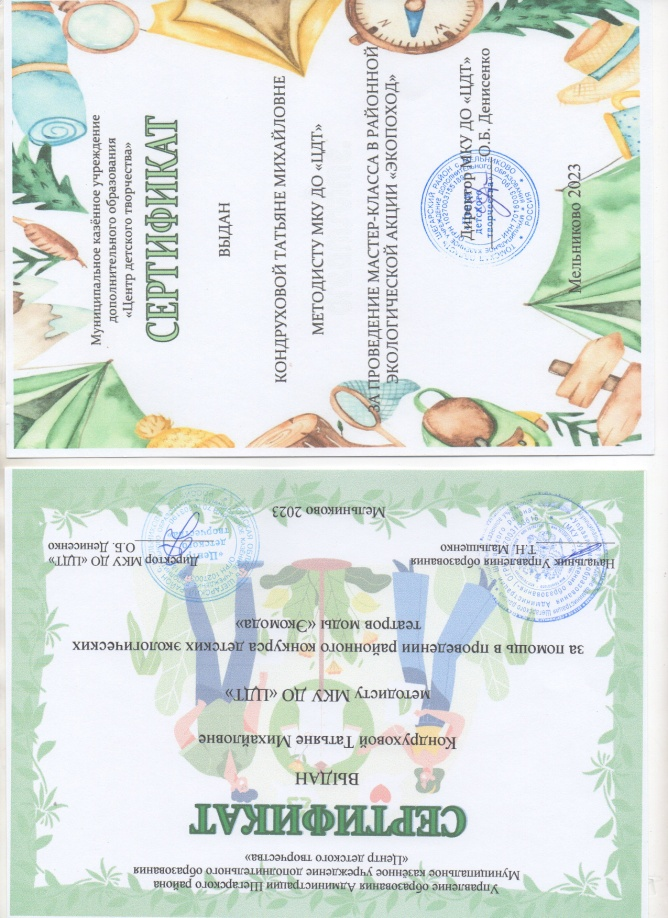 Муниципальное казённое учреждение
дополнительного образования
«Центр детского творчества»
СЕРТИФИКАТ
ВЫДАН
КОНДРУХОВОЙ ТАТЬЯНЕ МИХАЙЛОВНЕ
МЕТОДИСТУ МКУ ДО «ЦДТ»
ЗА ПРОВЕДЕНИЕ МАСТЕР-КЛАССА В РАЙОННОЙ
ЭКОЛОГИЧЕСКОЙ АКЦИИ «ЭКОПОХОД»
Директор МКУ ДО «ЦДТ»
О.Б. Денисенко
Мельниково 2023
Управление образования Администрации Шегарского района
Муниципальное казённое учреждение дополнительного образования
«Центр детского творчества»
СЕРТИФИКАТ
ВЫДАН
Кондруховой Татьяне Михайловне
методисту МКУ ДО «ЦДТ»
за помощь в проведении районного конкурса детских экологических
театров моды «Экомода»
Начальник Управления образования
Т.Н. Малышенко
Директор МКУ ДО «ЦДТ»
О.Б. Денисенко
Мельниково 2023